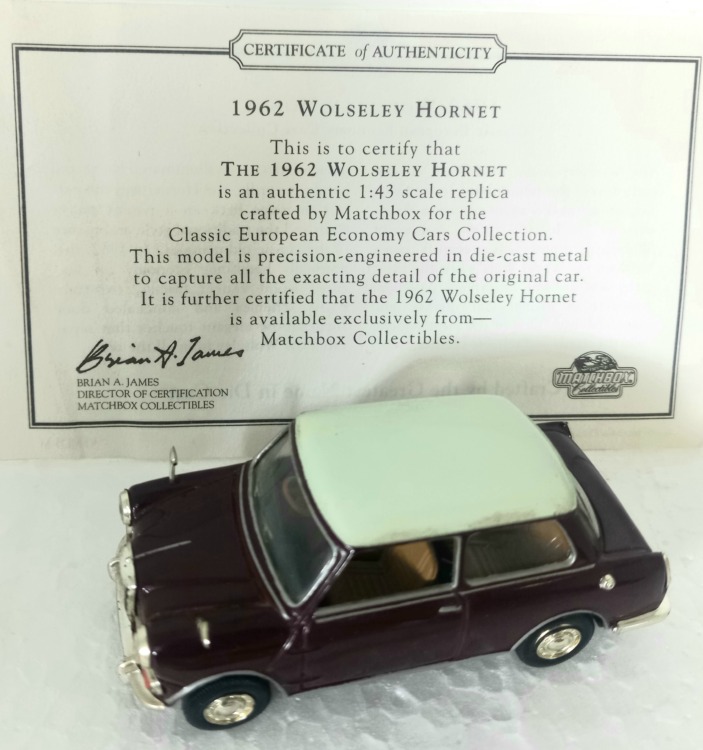 CERTIFICATE of AUTHENTICITY
1962 WOLSELEY HORNET
This is to certify that
THE 1962 WOLSELEY HORNET
is an authentic 1:43 scale replica
crafted by Matchbox for the
Classic European Economy Cars Collection.
This model is precision-engineered in die-cast metal
to capture all the exacting detail of the original car.
It is further certified that the 1962 Wolseley Hornet
is available exclusively from—
Matchbox Collectibles.
Brian A. James
BRIAN A. JAMES
DIRECTOR OF CERTIFICATION
MATCHBOX COLLECTIBLES
MATCHBOX
Collectibles